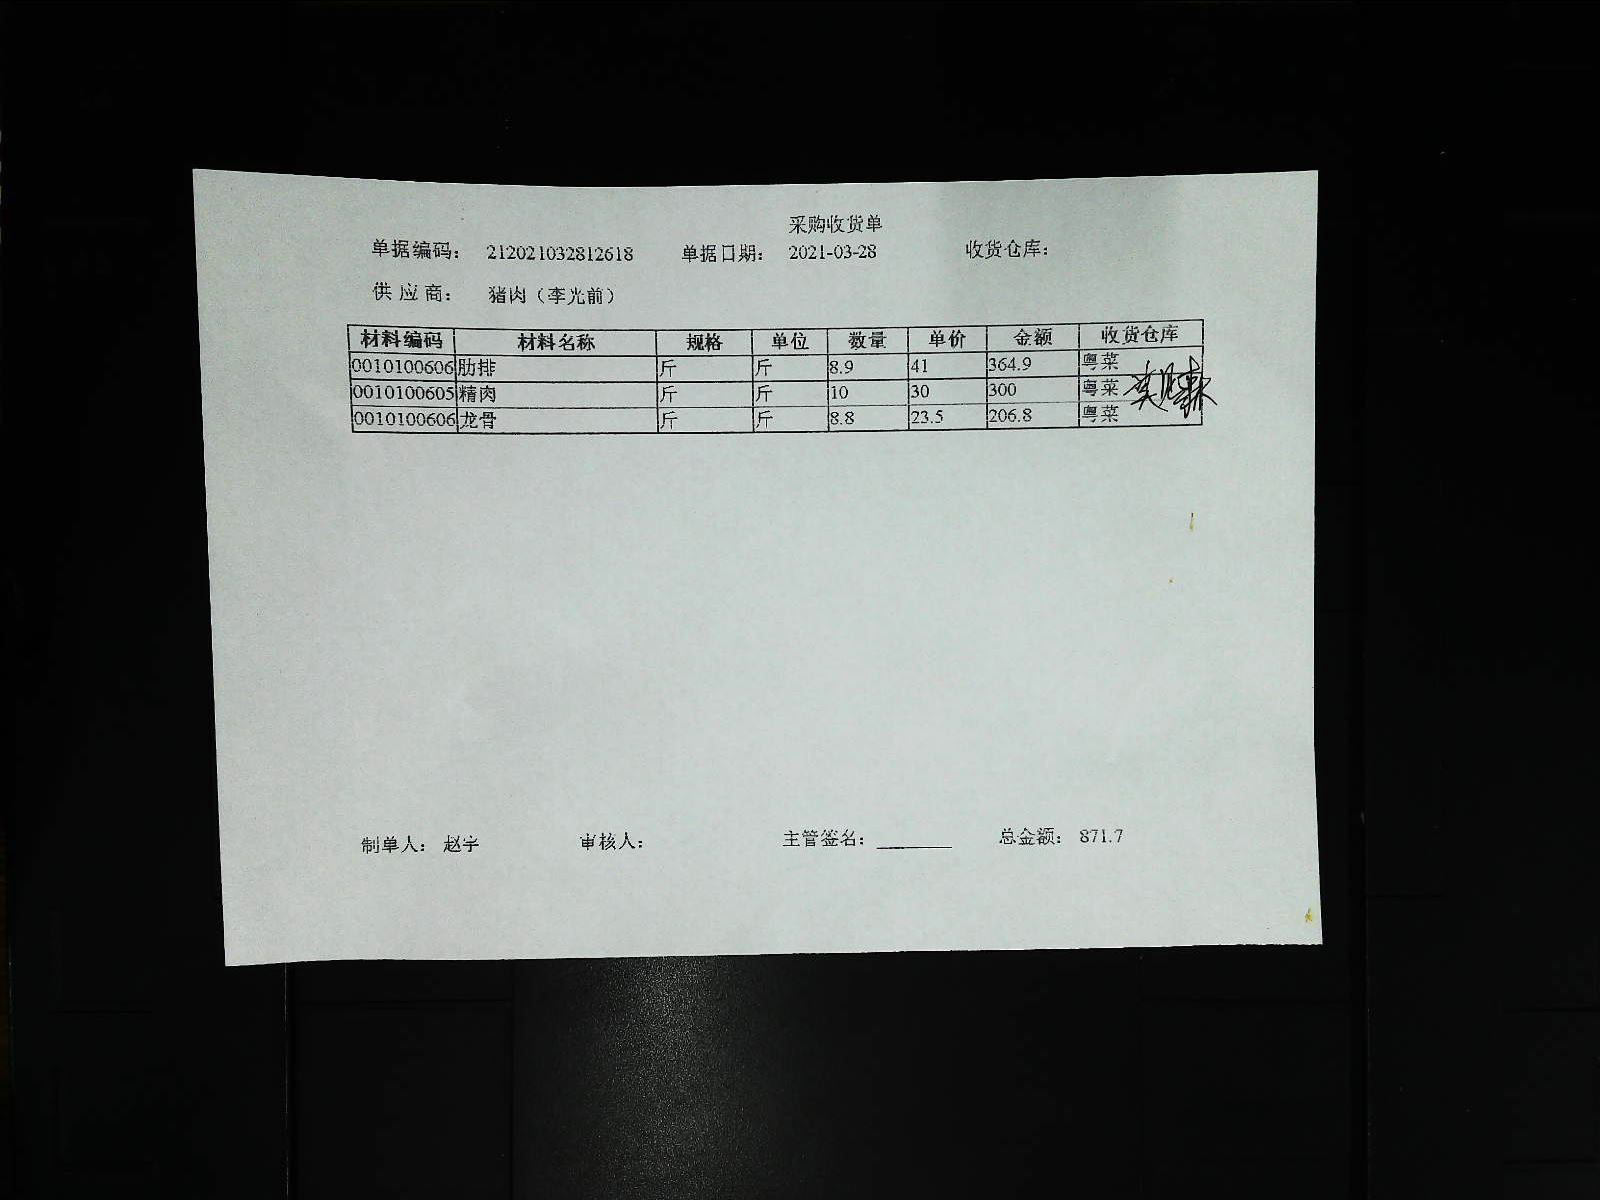 采购收货单
单据编码： 212021032812618 单据日期： 2021-03-28 收货仓库：
供 应 商： 猪肉（李光前）
材料编码 材料名称 规格 单位 数量 单价 金额 收货仓库
0010100606 肋排 斤 斤 8.9 41 364.9 粤菜
0010100605 精肉 斤 斤 10 30 300 粤菜
0010100606 龙骨 斤 斤 8.8 23.5 206.8 粤菜
制单人： 赵宇 审核人： 主管签名： 总金额： 871.7